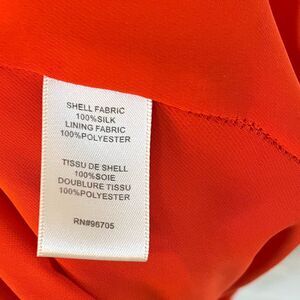 SHELL FABRIC
100%SILK
LINING FABRIC
100%POLYESTER
TISSU DE SHELL
100%SOIE
DOUBLURE TISSU
100%POLYESTER
RN#96705